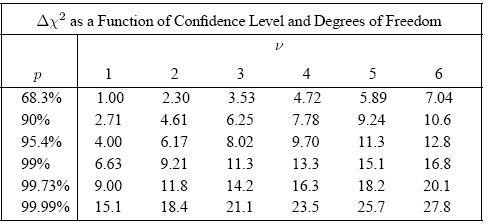 Δχ² as a Function of Confidence Level and Degrees of Freedom
ν
p 1 2 3 4 5 6
68.3% 1.00 2.30 3.53 4.72 5.89 7.04
90% 2.71 4.61 6.25 7.78 9.24 10.6
95.4% 4.00 6.17 8.02 9.70 11.3 12.8
99% 6.63 9.21 11.3 13.3 15.1 16.8
99.73% 9.00 11.8 14.2 16.3 18.2 20.1
99.99% 15.1 18.4 21.1 23.5 25.7 27.8